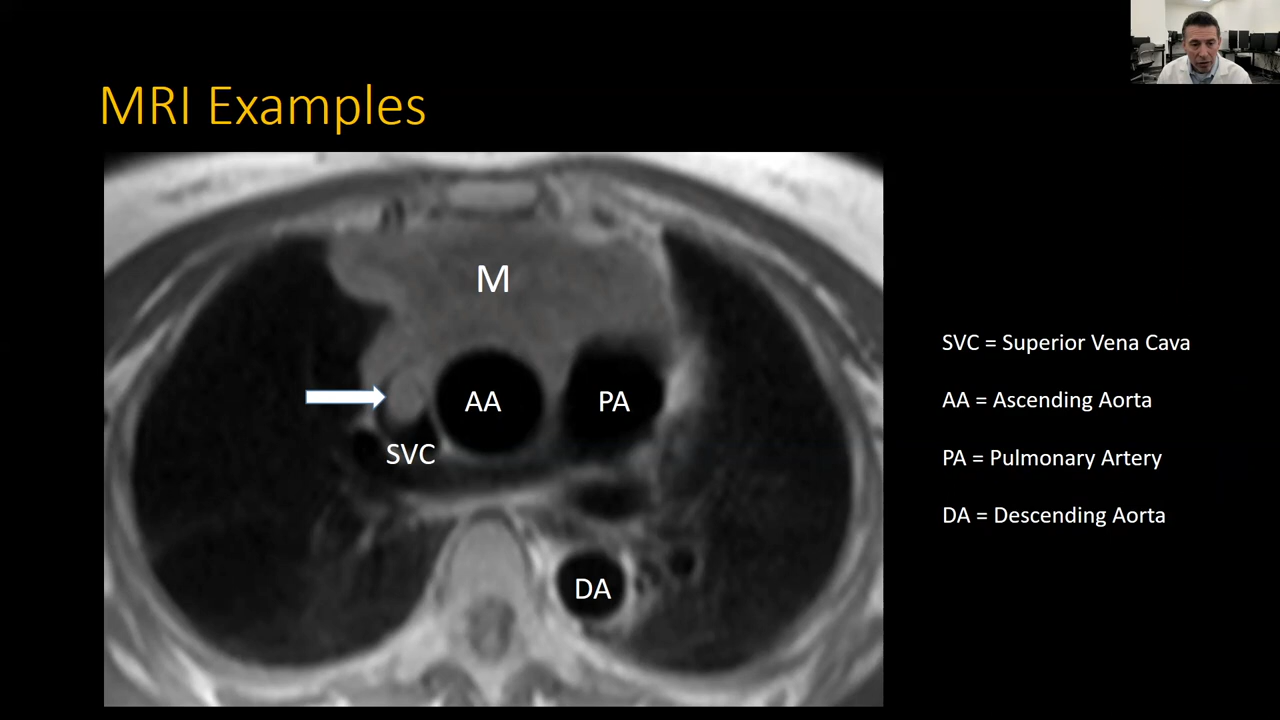 MRI Examples
M
AA
PA
SVC
DA
SVC = Superior Vena Cava
AA = Ascending Aorta
PA = Pulmonary Artery
DA = Descending Aorta